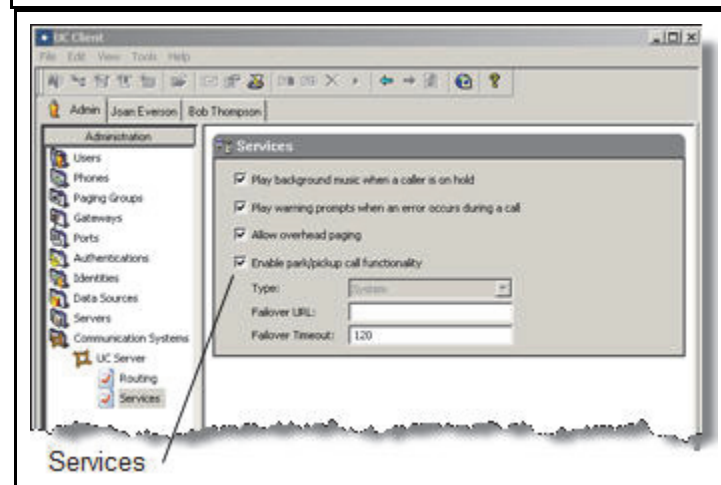 UC Client
File Edit View Tools Help
Admin Joan Everson Bob Thompson
Administration
Users
Phones
Paging Groups
Gateways
Ports
Authentications
Identities
Data Sources
Servers
Communication Systems
UC Server
Routing
Services
Services
Play background music when a caller is on hold
Play warning prompts when an error occurs during a call
Allow overhead paging
Enable park/pickup call functionality
Type: System
Failover URL:
Failover Timeout: 120
Services